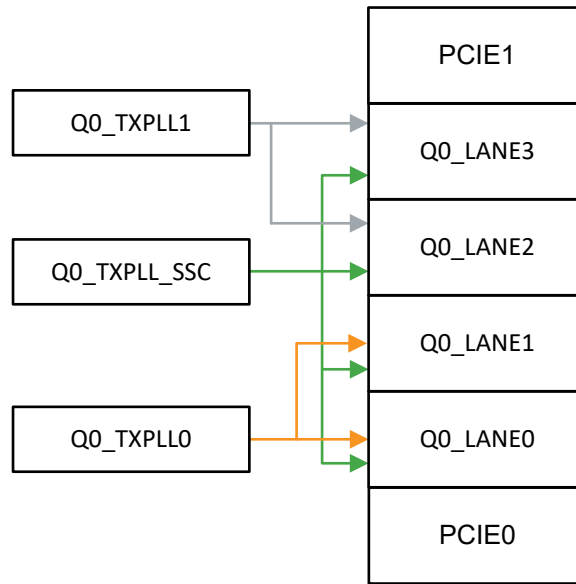 PCIE1
Q0_TXPLL1
Q0_LANE3
Q0_LANE2
Q0_TXPLL_SSC
Q0_LANE1
Q0_TXPLL0
Q0_LANE0
PCIE0